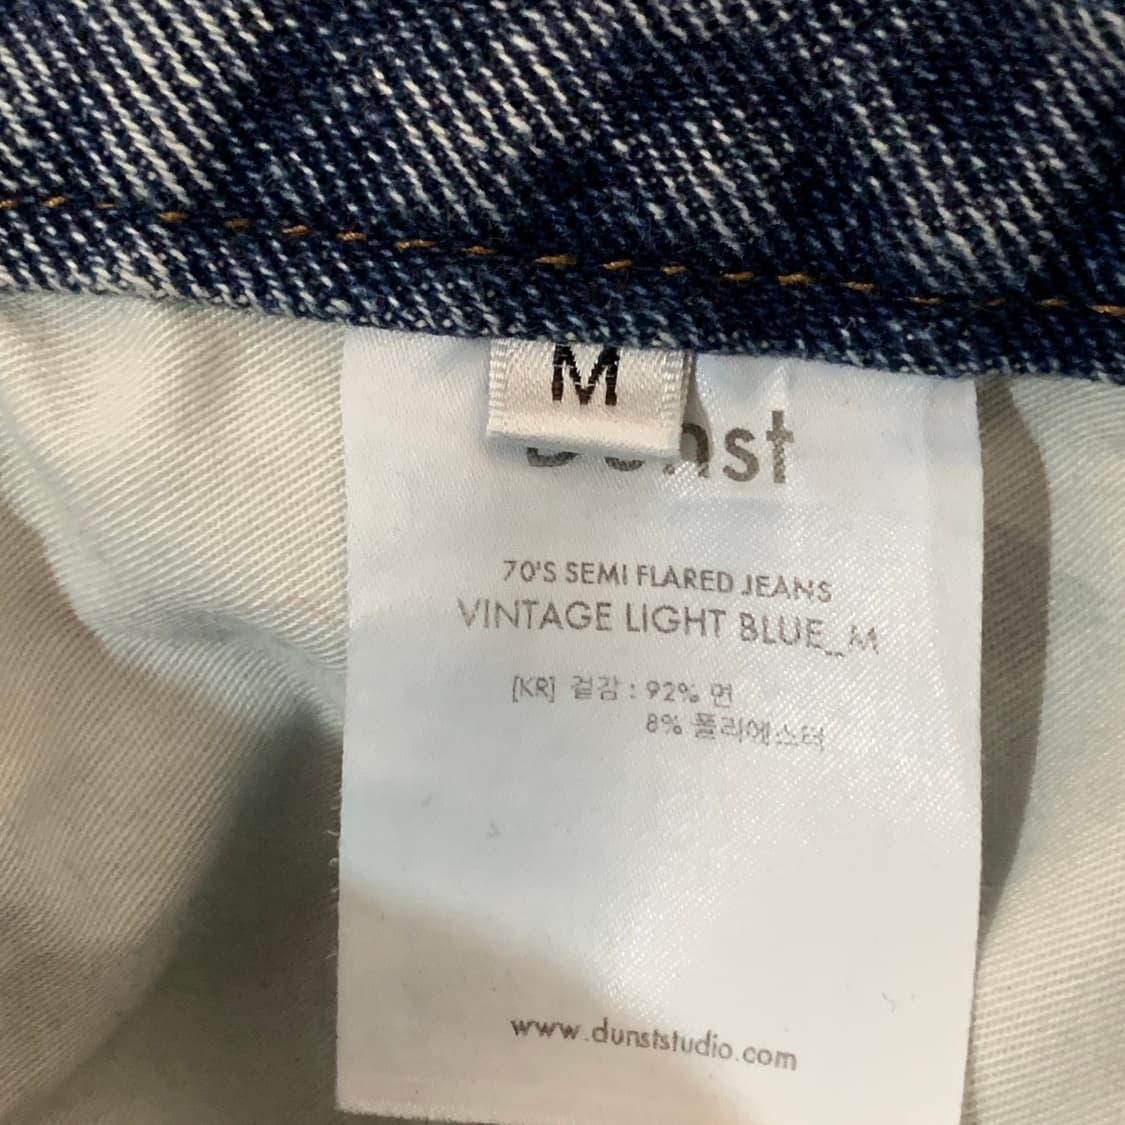 M
Dunst
70'S SEMI FLARED JEANS
VINTAGE LIGHT BLUE_M
[KR] 겉감 : 92% 면
8% 폴리에스터
www.dunststudio.com